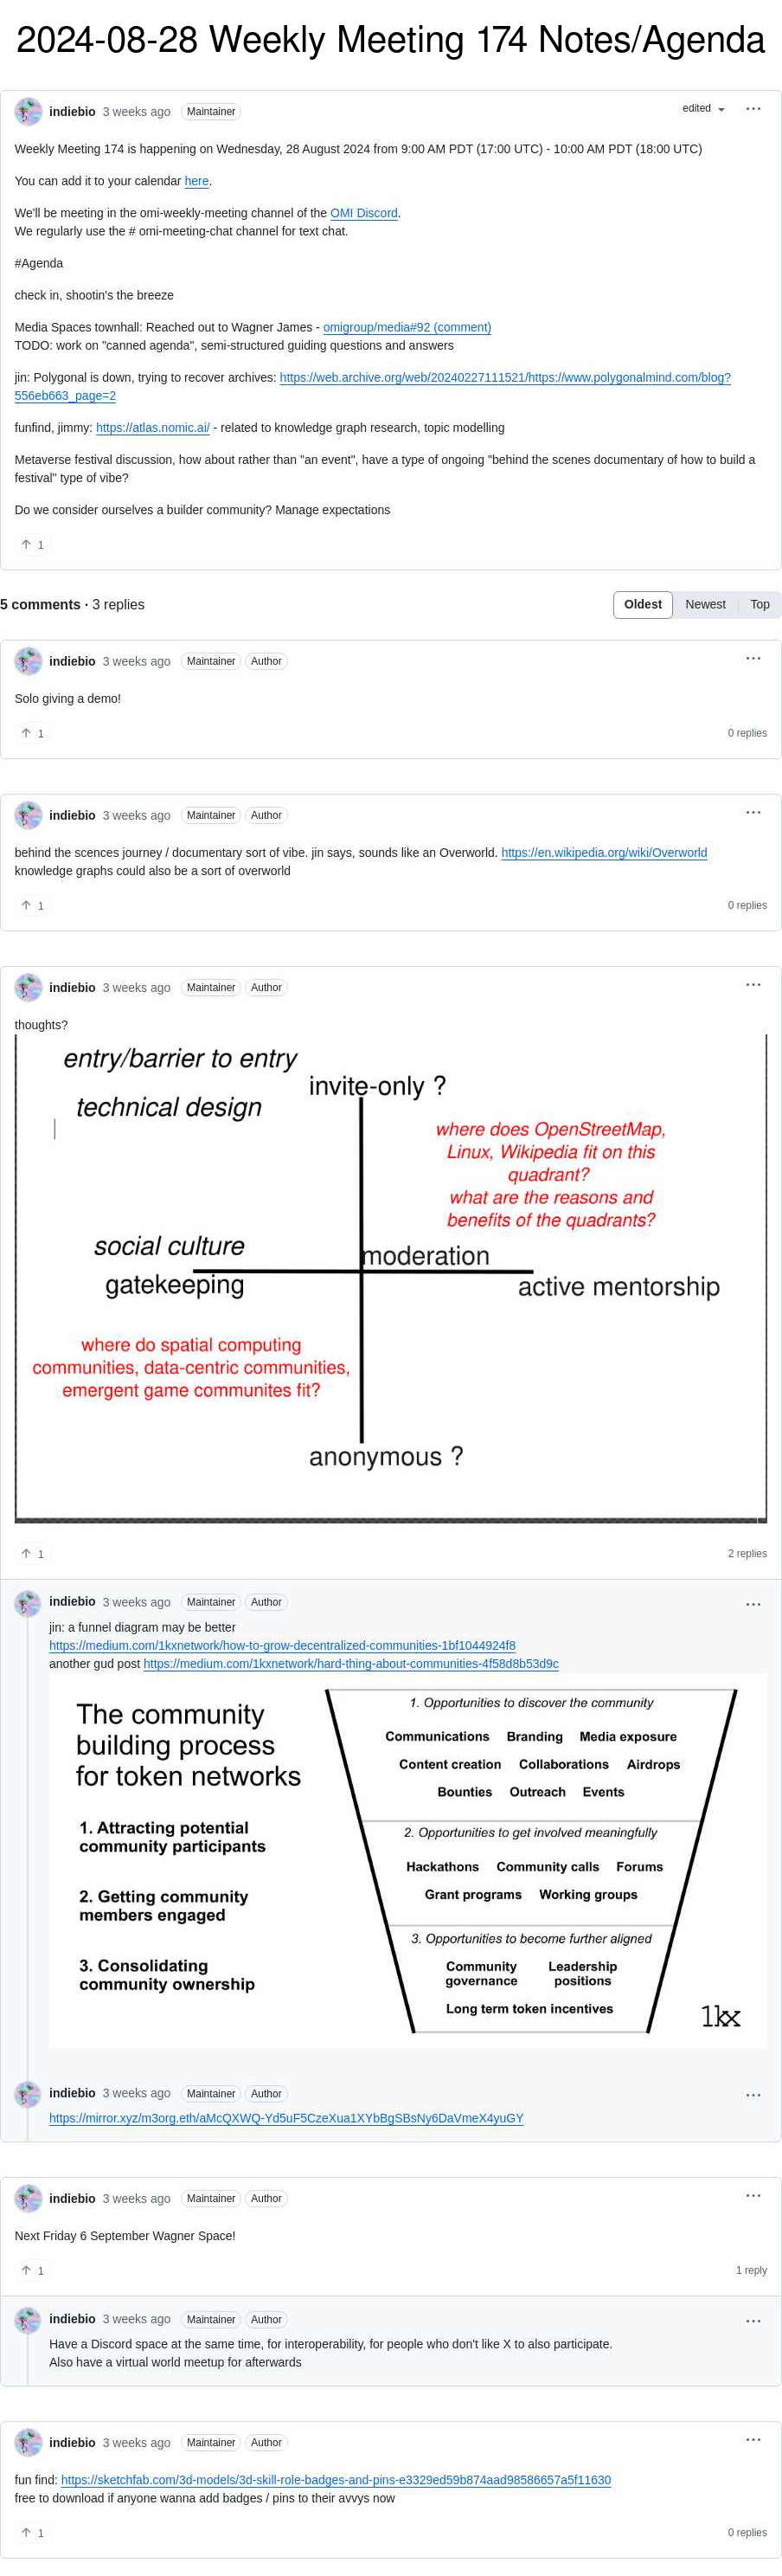 2024-08-28 Weekly Meeting 174 Notes/Agenda
indiebio 3 weeks ago Maintainer edited
Weekly Meeting 174 is happening on Wednesday, 28 August 2024 from 9:00 AM PDT (17:00 UTC) - 10:00 AM PDT (18:00 UTC)
You can add it to your calendar here.
We'll be meeting in the omi-weekly-meeting channel of the OMI Discord.
We regularly use the # omi-meeting-chat channel for text chat.
#Agenda
check in, shootin's the breeze
Media Spaces townhall: Reached out to Wagner James - omigroup/media#92 (comment)
TODO: work on "canned agenda", semi-structured guiding questions and answers
jin: Polygonal is down, trying to recover archives: https://web.archive.org/web/20240227111521/https://www.polygonalmind.com/blog?
556eb663_page=2
funfind, jimmy: https://atlas.nomic.ai/ - related to knowledge graph research, topic modelling
Metaverse festival discussion, how about rather than "an event", have a type of ongoing "behind the scenes documentary of how to build a
festival" type of vibe?
Do we consider ourselves a builder community? Manage expectations
1
5 comments · 3 replies
Oldest Newest Top
indiebio 3 weeks ago Maintainer Author
Solo giving a demo!
1 0 replies
indiebio 3 weeks ago Maintainer Author
behind the scences journey / documentary sort of vibe. jin says, sounds like an Overworld. https://en.wikipedia.org/wiki/Overworld
knowledge graphs could also be a sort of overworld
1 0 replies
indiebio 3 weeks ago Maintainer Author
thoughts?
entry/barrier to entry
technical design
invite-only ?
where does OpenStreetMap,
Linux, Wikipedia fit on this
quadrant?
what are the reasons and
benefits of the quadrants?
social culture
moderation
gatekeeping
active mentorship
where do spatial computing
communities, data-centric communities,
emergent game communites fit?
anonymous ?
1 2 replies
indiebio 3 weeks ago Maintainer Author
jin: a funnel diagram may be better
https://medium.com/1kxnetwork/how-to-grow-decentralized-communities-1bf1044924f8
another gud post https://medium.com/1kxnetwork/hard-thing-about-communities-4f58d8b53d9c
The community
building process
for token networks
1. Attracting potential
community participants
2. Getting community
members engaged
3. Consolidating
community ownership
1. Opportunities to discover the community
Communications Branding Media exposure
Content creation Collaborations Airdrops
Bounties Outreach Events
2. Opportunities to get involved meaningfully
Hackathons Community calls Forums
Grant programs Working groups
3. Opportunities to become further aligned
Community governance Leadership positions
Long term token incentives
1kx
indiebio 3 weeks ago Maintainer Author
https://mirror.xyz/m3org.eth/aMcQXWQ-Yd5uF5CzeXua1XYbBgSBsNy6DaVmeX4yuGY
indiebio 3 weeks ago Maintainer Author
Next Friday 6 September Wagner Space!
1 1 reply
indiebio 3 weeks ago Maintainer Author
Have a Discord space at the same time, for interoperability, for people who don't like X to also participate.
Also have a virtual world meetup for afterwards
indiebio 3 weeks ago Maintainer Author
fun find: https://sketchfab.com/3d-models/3d-skill-role-badges-and-pins-e3329ed59b874aad98586657a5f11630
free to download if anyone wanna add badges / pins to their avvys now
1 0 replies